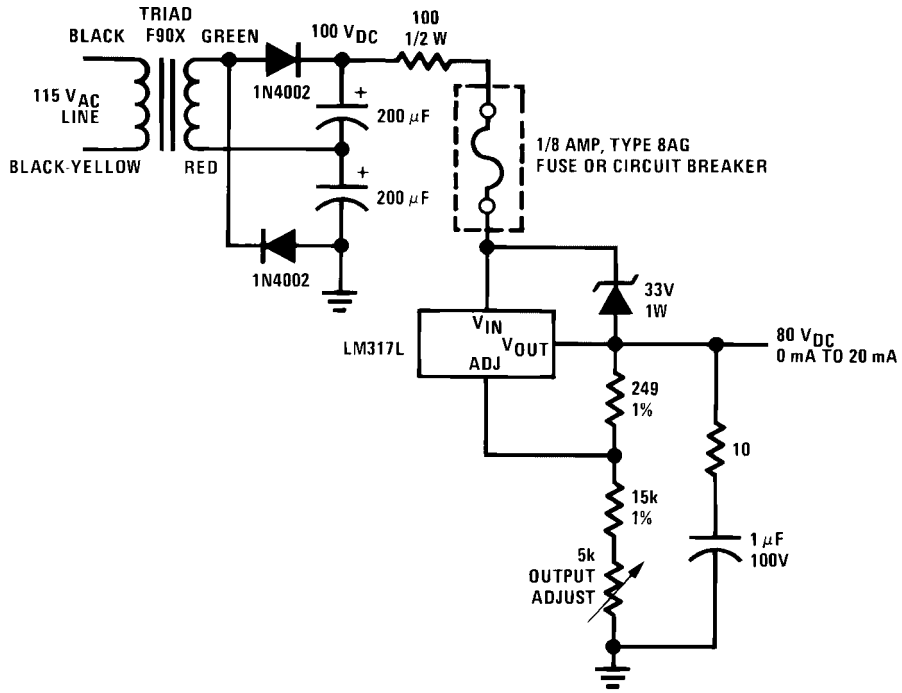 TRIAD
F90X
BLACK
GREEN
100 VDC
100
1/2 W
1N4002
+
200 μF
115 VAC
LINE
1/8 AMP, TYPE 8AG
FUSE OR CIRCUIT BREAKER
BLACK-YELLOW
RED
+
200 μF
1N4002
33V
1W
VIN
LM317L
VOUT
ADJ
80 VDC
0 mA TO 20 mA
249
1%
10
15k
1%
1 μF
100V
5k
OUTPUT
ADJUST